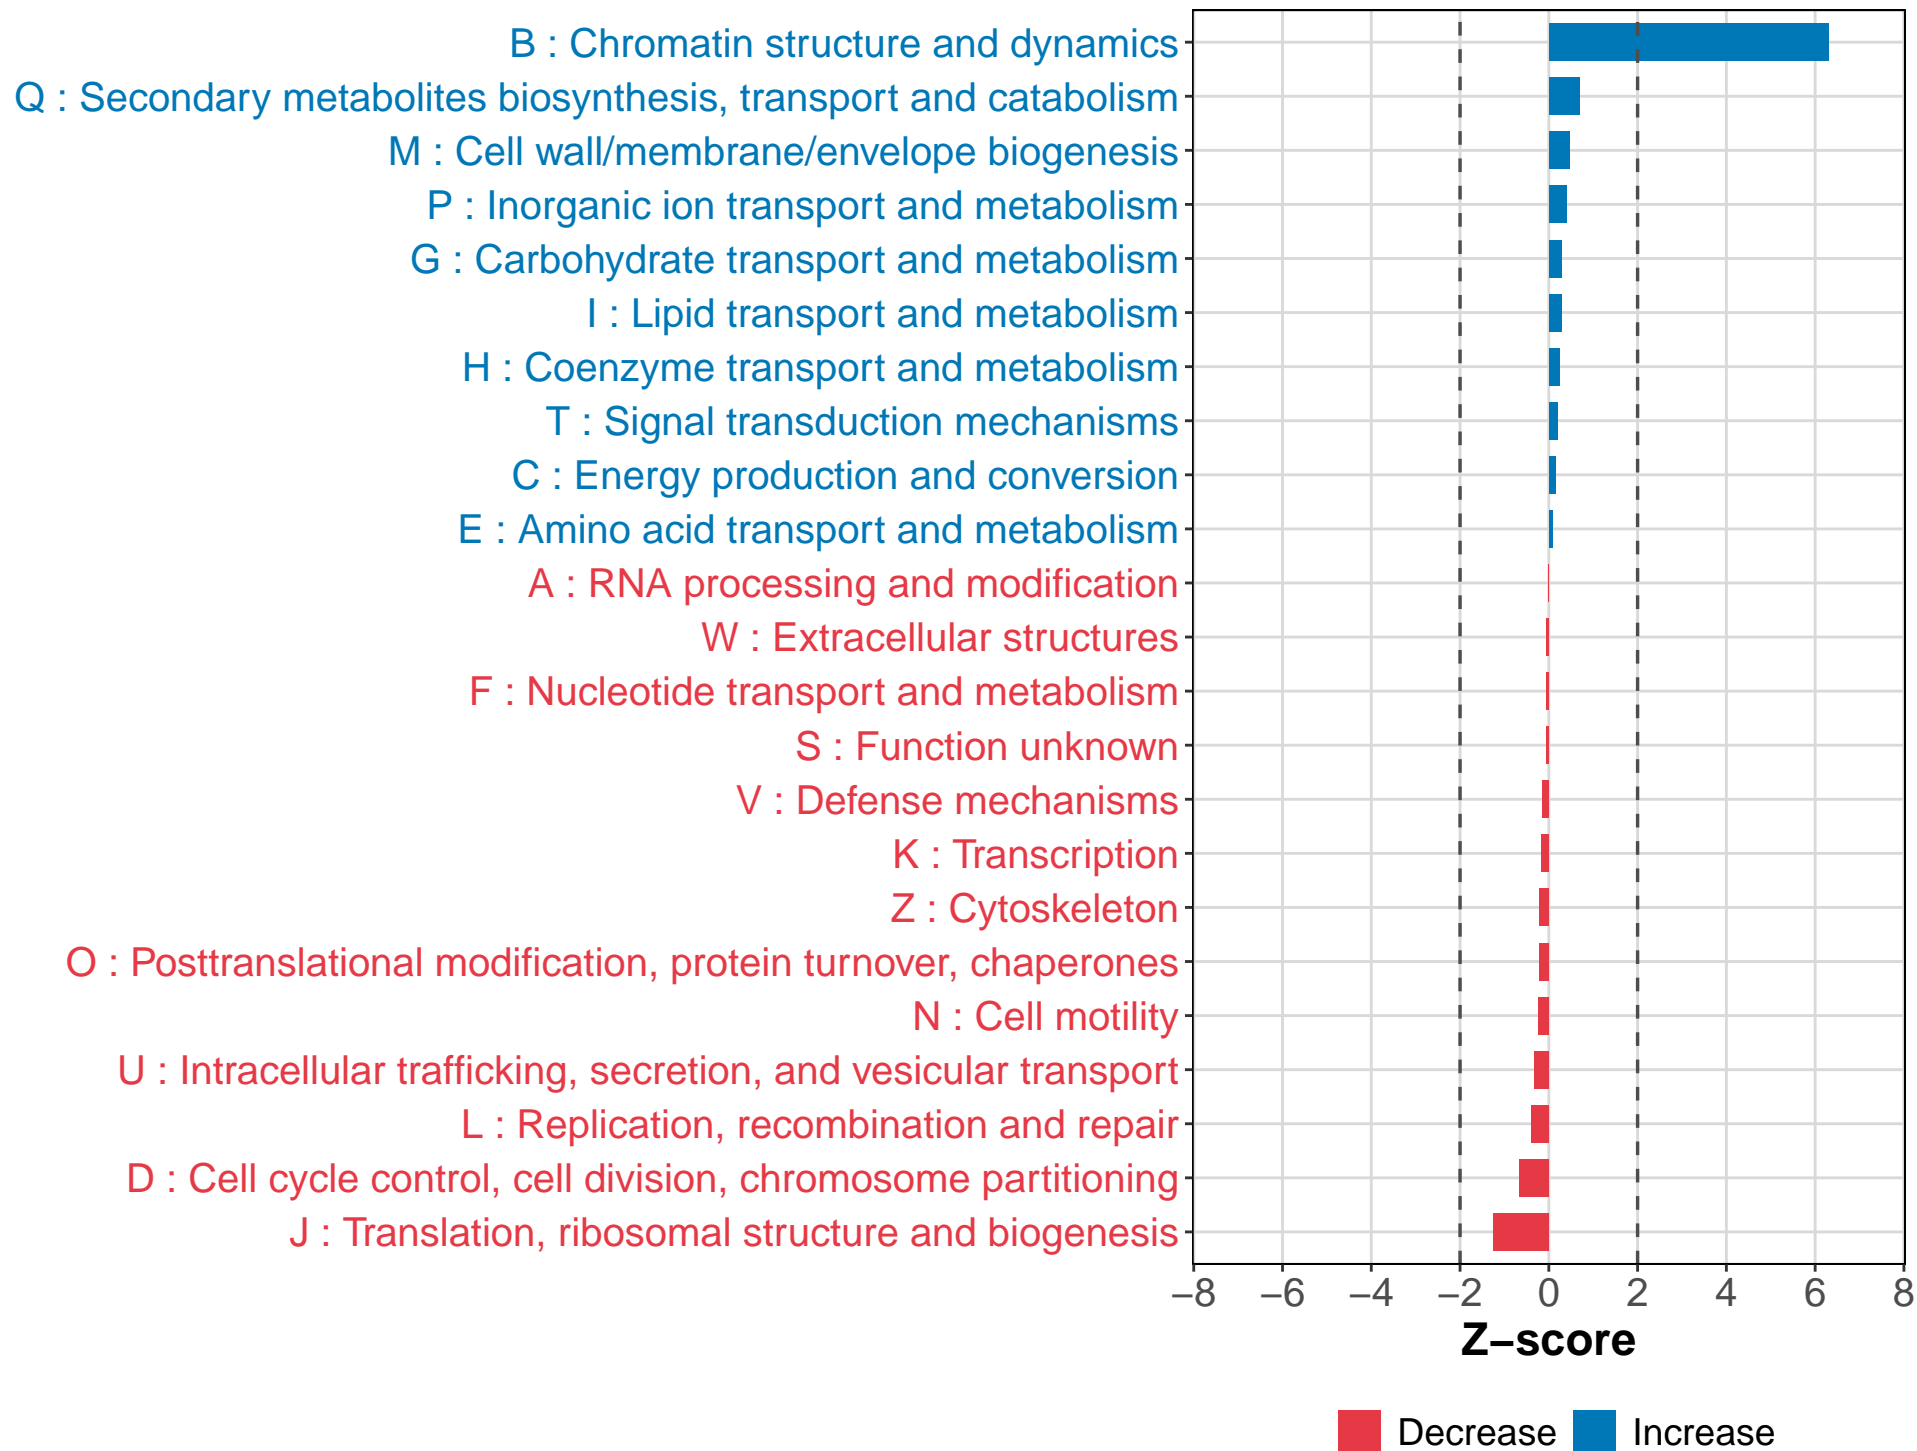 B : Chromatin structure and dynamics
Q : Secondary metabolites biosynthesis, transport and catabolism
M : Cell wall/membrane/envelope biogenesis
P : Inorganic ion transport and metabolism
G : Carbohydrate transport and metabolism
I : Lipid transport and metabolism
H : Coenzyme transport and metabolism
T : Signal transduction mechanisms
C : Energy production and conversion
E : Amino acid transport and metabolism
A : RNA processing and modification
W : Extracellular structures
F : Nucleotide transport and metabolism
S : Function unknown
V : Defense mechanisms
K : Transcription
Z : Cytoskeleton
O : Posttranslational modification, protein turnover, chaperones
N : Cell motility
U : Intracellular trafficking, secretion, and vesicular transport
L : Replication, recombination and repair
D : Cell cycle control, cell division, chromosome partitioning
J : Translation, ribosomal structure and biogenesis
−8 −6 −4 −2 0 2 4 6 8
Z−score
Decrease Increase